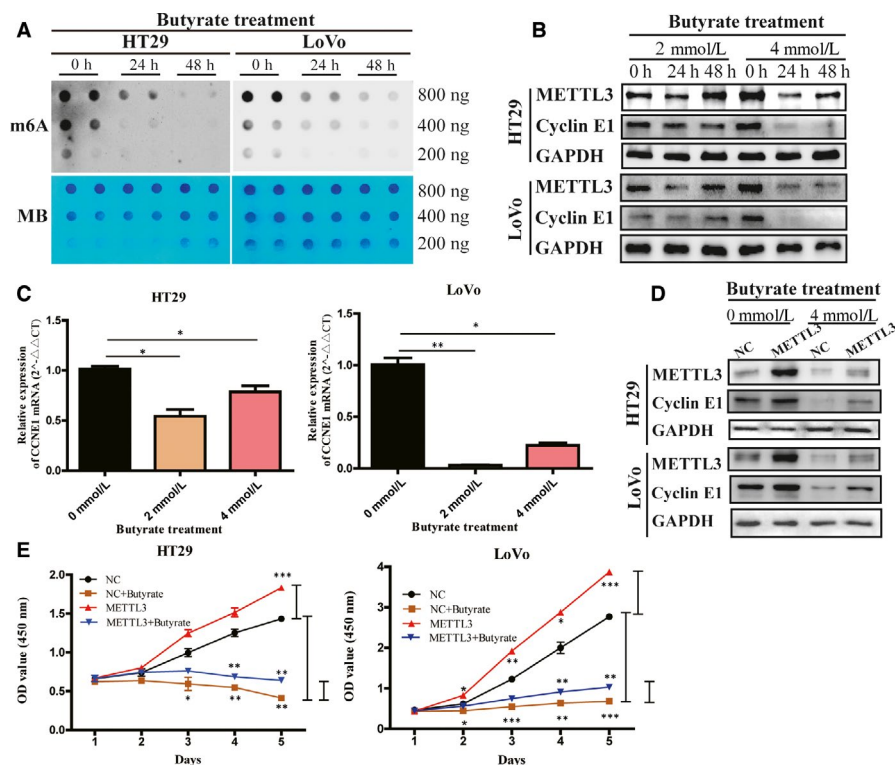 A
Butyrate treatment
HT29 LoVo
0 h 24 h 48 h 0 h 24 h 48 h
m6A
800 ng
400 ng
200 ng
MB
800 ng
400 ng
200 ng
B
Butyrate treatment
2 mmol/L 4 mmol/L
0 h 24 h 48 h 0 h 24 h 48 h
HT29
METTL3
Cyclin E1
GAPDH
LoVo
METTL3
Cyclin E1
GAPDH
C
HT29
Relative expression
of CCNE1 mRNA (2^-△△CT)
1.5
1.0
0.5
0.0
*
*
0 mmol/L 2 mmol/L 4 mmol/L
Butyrate treatment
LoVo
Relative expression
of CCNE1 mRNA (2^-△△CT)
1.5
1.0
0.5
0.0
*
**
0 mmol/L 2 mmol/L 4 mmol/L
Butyrate treatment
D
Butyrate treatment
0 mmol/L 4 mmol/L
NC METTL3 NC METTL3
HT29
METTL3
Cyclin E1
GAPDH
LoVo
METTL3
Cyclin E1
GAPDH
E
HT29
OD value (450 nm)
2.0
1.5
1.0
0.5
0.0
NC
NC+Butyrate
METTL3
METTL3+Butyrate
***
** **
* ** **
1 2 3 4 5
Days
LoVo
OD value (450 nm)
4
3
2
1
0
NC
NC+Butyrate
METTL3
METTL3+Butyrate
* ** * ***
** **
* *** ** ***
1 2 3 4 5
Days